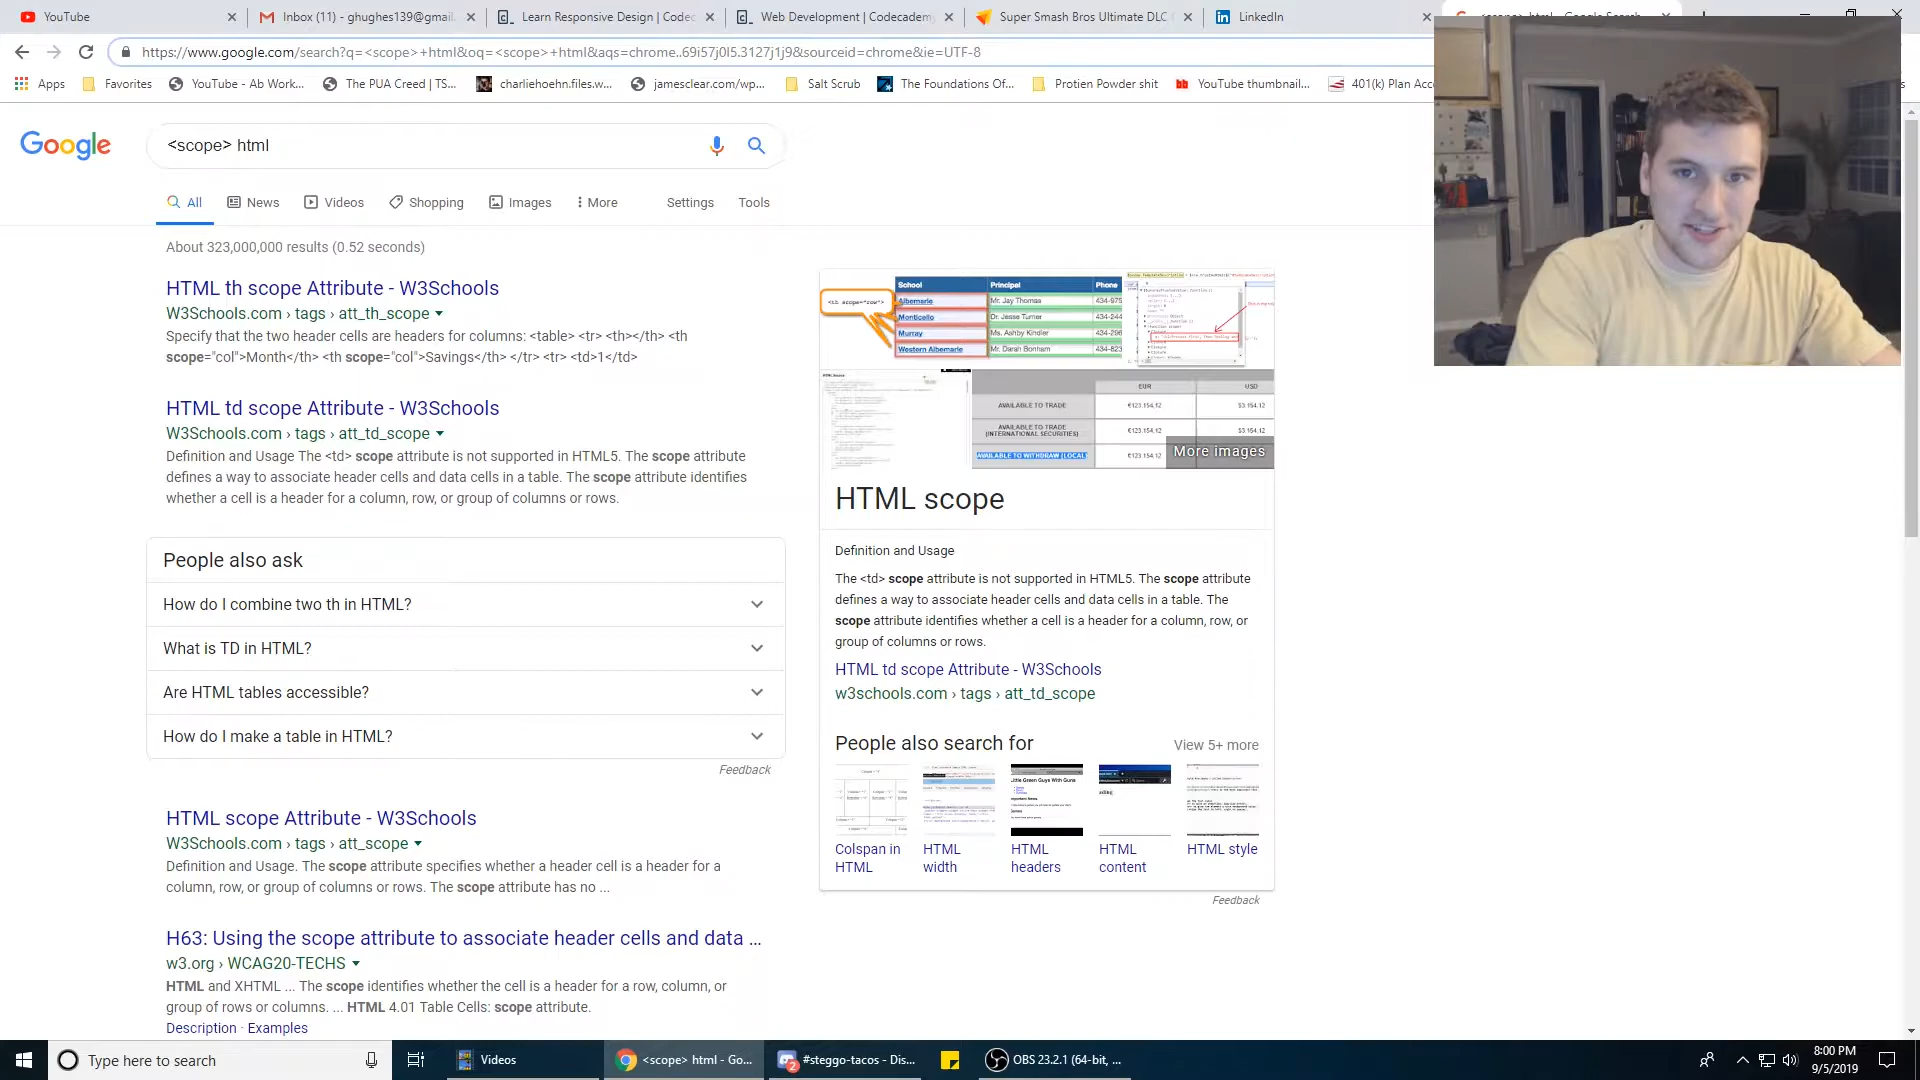 YouTube
Inbox (11) - ghughes139@gmail.
Learn Responsive Design | Codec
Web Development | Codecademy
Super Smash Bros Ultimate DLC
LinkedIn
https://www.google.com/search?q=<scope>+html&oq=<scope>+html&aqs=chrome..69i57j0l5.3127j1j9&sourceid=chrome&ie=UTF-8
Apps
Favorites
YouTube - Ab Work...
The PUA Creed | TS...
charliehoehn.files.w...
jamesclear.com/wp...
Salt Scrub
The Foundations Of...
Protien Powder shit
YouTube thumbnail...
401(k) Plan Acc
Google
<scope> html
All
News
Videos
Shopping
Images
More
Settings
Tools
About 323,000,000 results (0.52 seconds)
HTML th scope Attribute - W3Schools
W3Schools.com › tags › att_th_scope
Specify that the two header cells are headers for columns: <table> <tr> <th></th> <th
scope="col">Month</th> <th scope="col">Savings</th> </tr> <tr> <td>1</td>
HTML td scope Attribute - W3Schools
W3Schools.com › tags › att_td_scope
Definition and Usage The <td> scope attribute is not supported in HTML5. The scope attribute
defines a way to associate header cells and data cells in a table. The scope attribute identifies
whether a cell is a header for a column, row, or group of columns or rows.
People also ask
How do I combine two th in HTML?
What is TD in HTML?
Are HTML tables accessible?
How do I make a table in HTML?
Feedback
HTML scope Attribute - W3Schools
W3Schools.com › tags › att_scope
Definition and Usage. The scope attribute specifies whether a header cell is a header for a
column, row, or group of columns or rows. The scope attribute has no ...
H63: Using the scope attribute to associate header cells and data ...
w3.org › WCAG20-TECHS
HTML and XHTML ... The scope identifies whether the cell is a header for a row, column, or
group of rows or columns. ... HTML 4.01 Table Cells: scope attribute.
Description · Examples
<th scope="row">
School Principal Phone
Albemarle Mr. Jay Thomas 434-975
Monticello Dr. Jesse Turner 434-244
Murray Ms. Ashby Kindler 434-296
Western Albemarle Mr. Darah Bonham 434-823
EUR USD
AVAILABLE TO TRADE €123.154,12 $3.154,12
AVAILABLE TO TRADE
(INTERNATIONAL SECURITIES) €123.154,12 $3.154,12
AVAILABLE TO WITHDRAW (LOCAL) €123.154,12
More images
HTML scope
Definition and Usage
The <td> scope attribute is not supported in HTML5. The scope attribute
defines a way to associate header cells and data cells in a table. The
scope attribute identifies whether a cell is a header for a column, row, or
group of columns or rows.
HTML td scope Attribute - W3Schools
w3schools.com › tags › att_td_scope
People also search for
View 5+ more
Little Green Guys With Guns
Colspan in
HTML
HTML
width
HTML
headers
HTML
content
HTML style
Feedback
Type here to search
Videos
<scope> html - Go...
2
#steggo-tacos - Dis...
OBS 23.2.1 (64-bit, ...
8:00 PM
9/5/2019